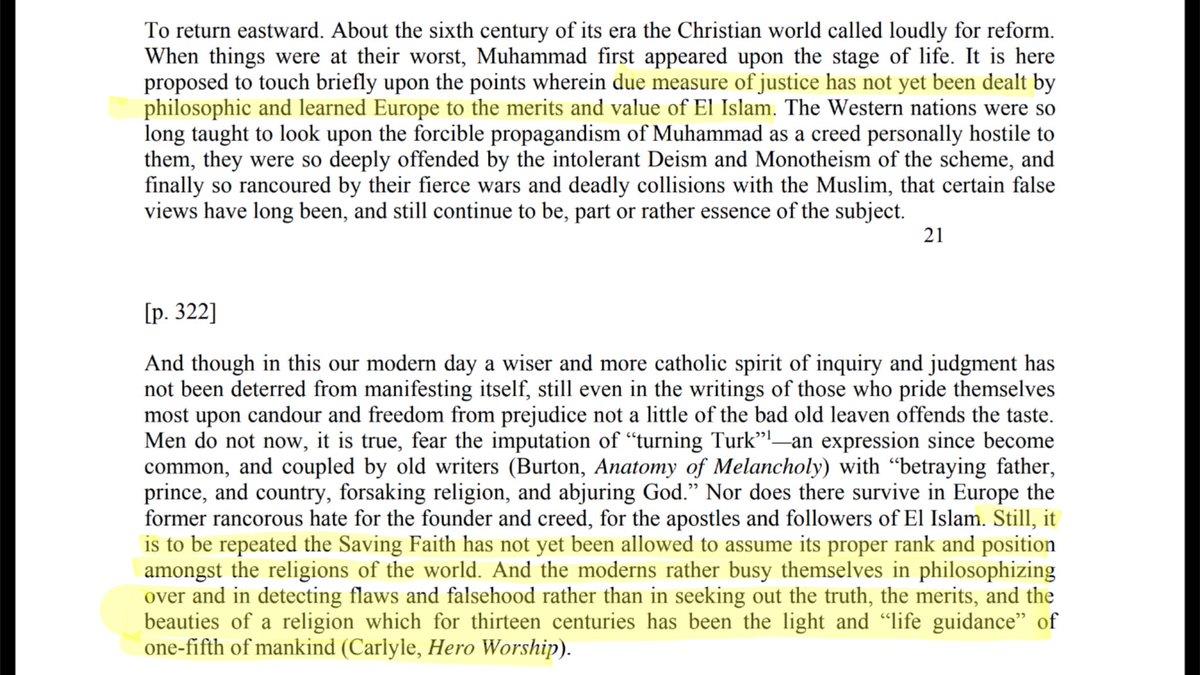 To return eastward. About the sixth century of its era the Christian world called loudly for reform.
When things were at their worst, Muhammad first appeared upon the stage of life. It is here
proposed to touch briefly upon the points wherein due measure of justice has not yet been dealt by
philosophic and learned Europe to the merits and value of El Islam. The Western nations were so
long taught to look upon the forcible propagandism of Muhammad as a creed personally hostile to
them, they were so deeply offended by the intolerant Deism and Monotheism of the scheme, and
finally so rancoured by their fierce wars and deadly collisions with the Muslim, that certain false
views have long been, and still continue to be, part or rather essence of the subject.
21
[p. 322]
And though in this our modern day a wiser and more catholic spirit of inquiry and judgment has
not been deterred from manifesting itself, still even in the writings of those who pride themselves
most upon candour and freedom from prejudice not a little of the bad old leaven offends the taste.
Men do not now, it is true, fear the imputation of “turning Turk”¹—an expression since become
common, and coupled by old writers (Burton, Anatomy of Melancholy) with “betraying father,
prince, and country, forsaking religion, and abjuring God.” Nor does there survive in Europe the
former rancorous hate for the founder and creed, for the apostles and followers of El Islam. Still, it
is to be repeated the Saving Faith has not yet been allowed to assume its proper rank and position
amongst the religions of the world. And the moderns rather busy themselves in philosophizing
over and in detecting flaws and falsehood rather than in seeking out the truth, the merits, and the
beauties of a religion which for thirteen centuries has been the light and “life guidance” of
one-fifth of mankind (Carlyle, Hero Worship).